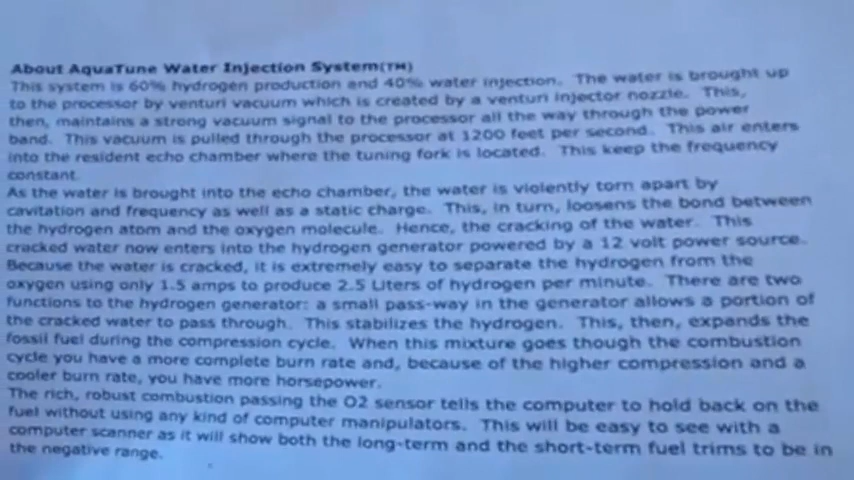 About AquaTune Water Injection System(TM)
This system is 60% hydrogen production and 40% water injection. The water is brought up
to the processor by venturi vacuum which is created by a venturi injector nozzle. This,
then, maintains a strong vacuum signal to the processor all the way through the power
band. This vacuum is pulled through the processor at 1200 feet per second. This air enters
into the resident echo chamber where the tuning fork is located. This keep the frequency
constant.
As the water is brought into the echo chamber, the water is violently torn apart by
cavitation and frequency as well as a static charge. This, in turn, loosens the bond between
the hydrogen atom and the oxygen molecule. Hence, the cracking of the water. This
cracked water now enters into the hydrogen generator powered by a 12 volt power source.
Because the water is cracked, it is extremely easy to separate the hydrogen from the
oxygen using only 1.5 amps to produce 2.5 Liters of hydrogen per minute. There are two
functions to the hydrogen generator: a small pass-way in the generator allows a portion of
the cracked water to pass through. This stabilizes the hydrogen. This, then, expands the
fossil fuel during the compression cycle. When this mixture goes though the combustion
cycle you have a more complete burn rate and, because of the higher compression and a
cooler burn rate, you have more horsepower.
The rich, robust combustion passing the O2 sensor tells the computer to hold back on the
fuel without using any kind of computer manipulators. This will be easy to see with a
computer scanner as it will show both the long-term and the short-term fuel trims to be in
the negative range.